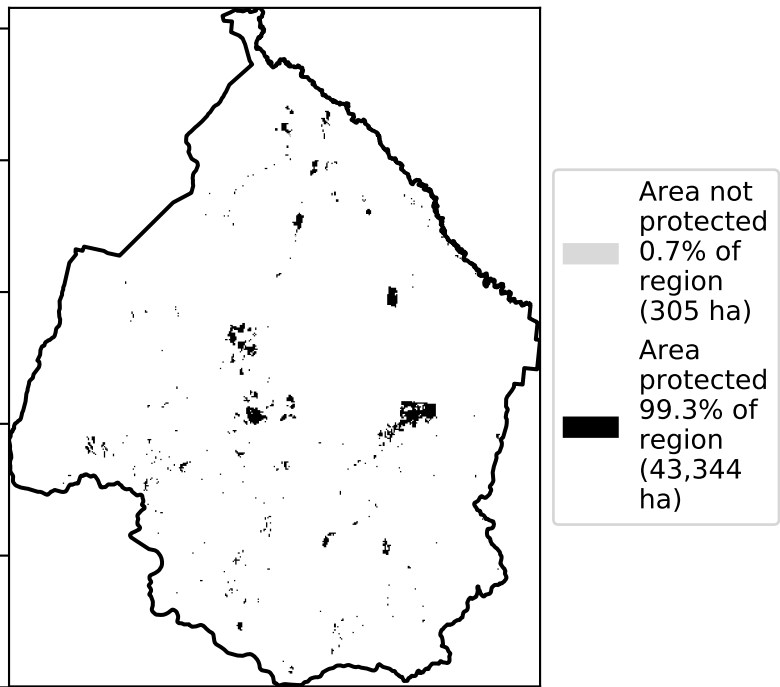 Area not
protected
0.7% of
region
(305 ha)
Area
protected
99.3% of
region
(43,344
ha)